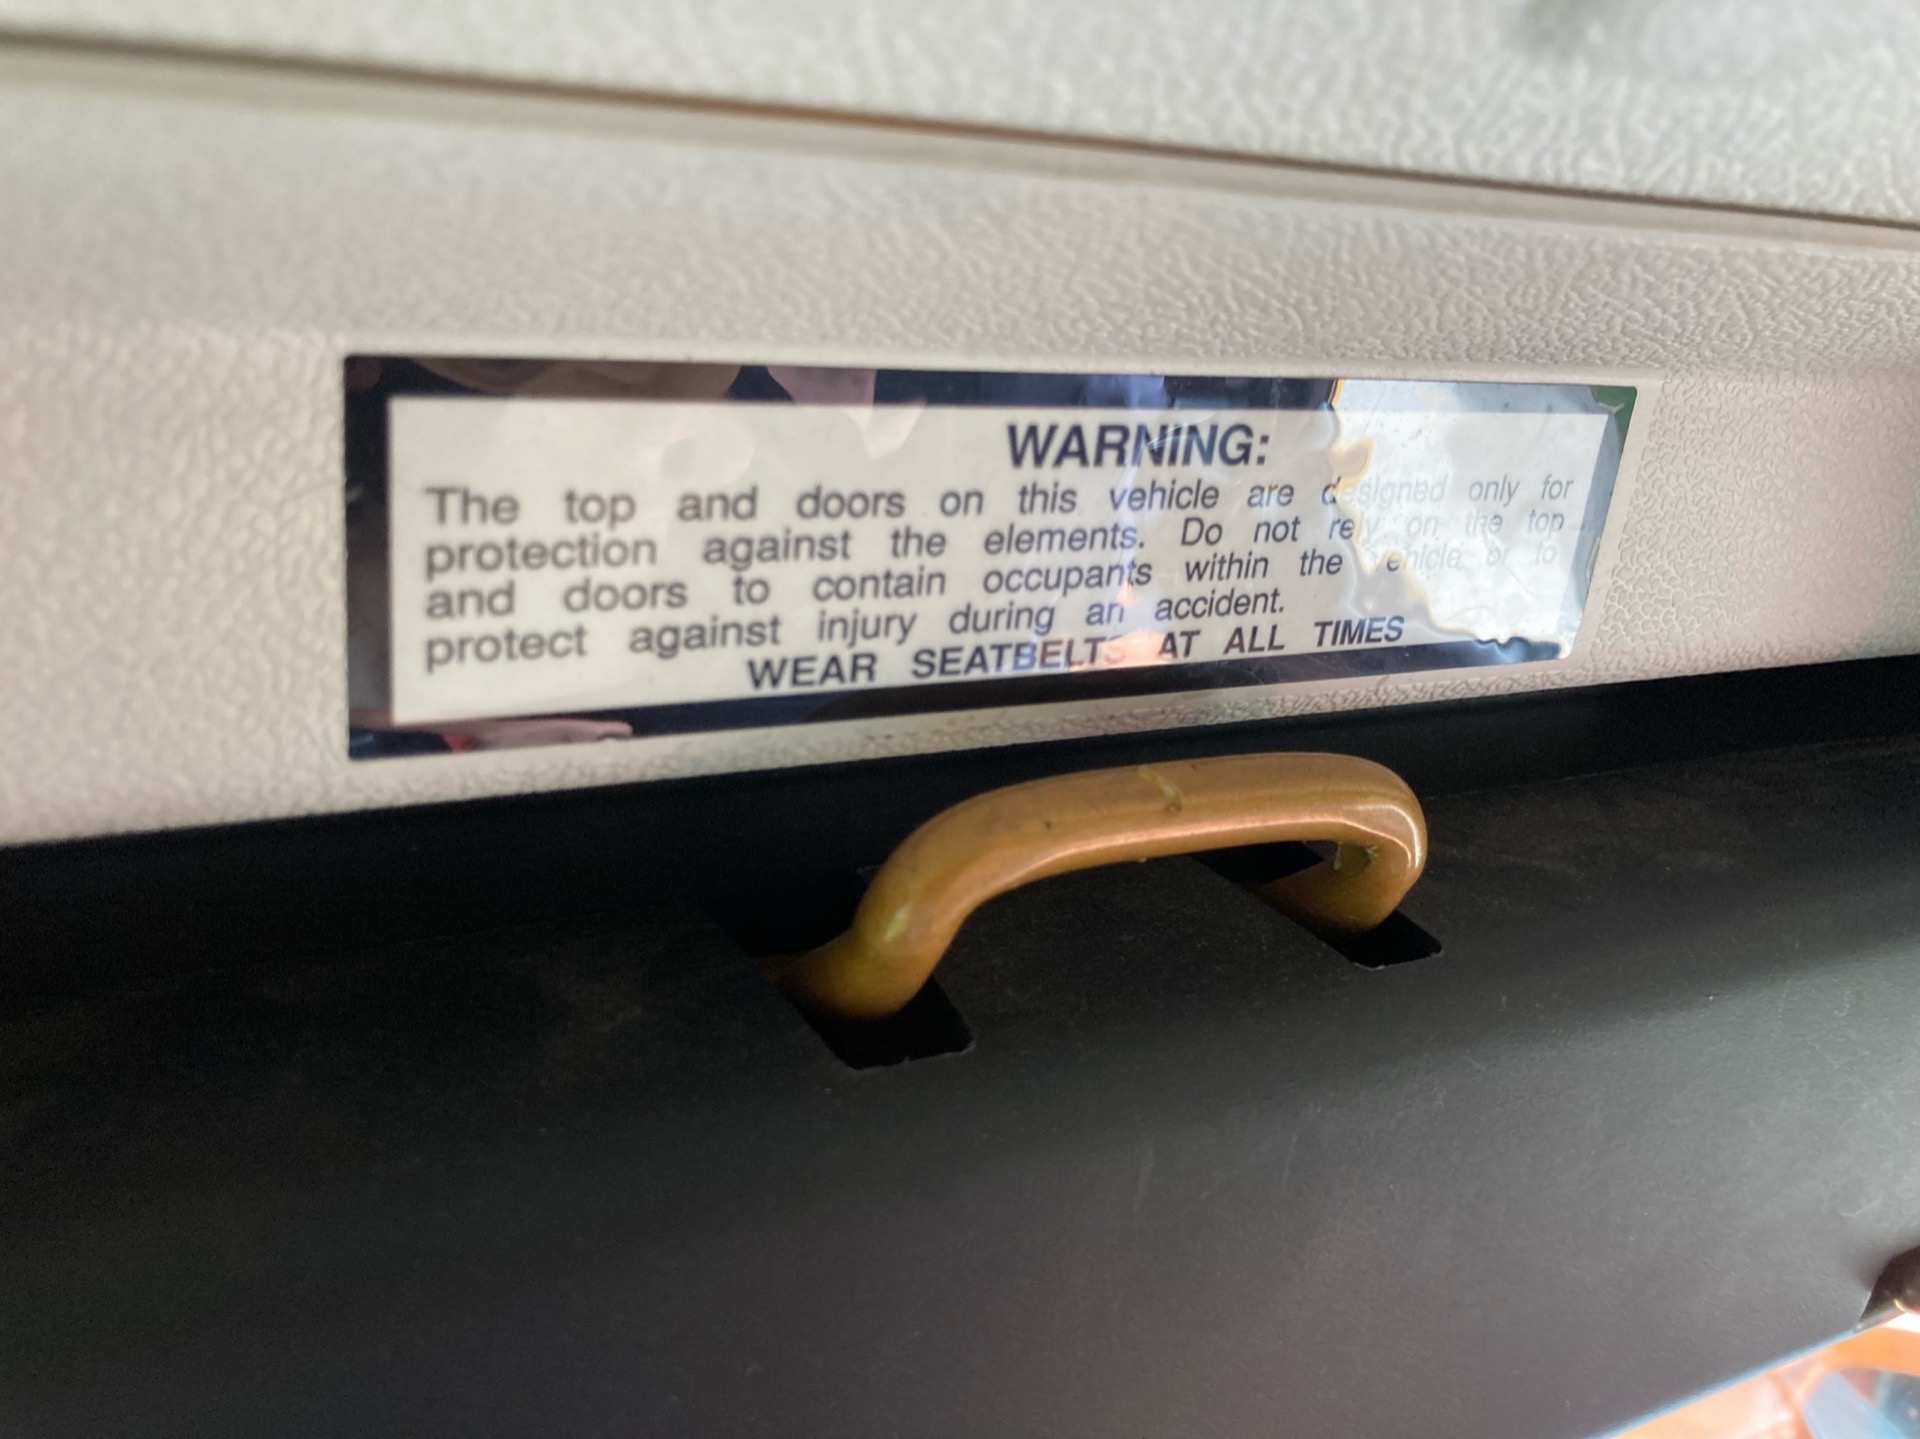 WARNING:
The top and doors on this vehicle are designed only for
protection against the elements. Do not rely on the top
and doors to contain occupants within the vehicle or to
protect against injury during an accident.
WEAR SEATBELTS AT ALL TIMES